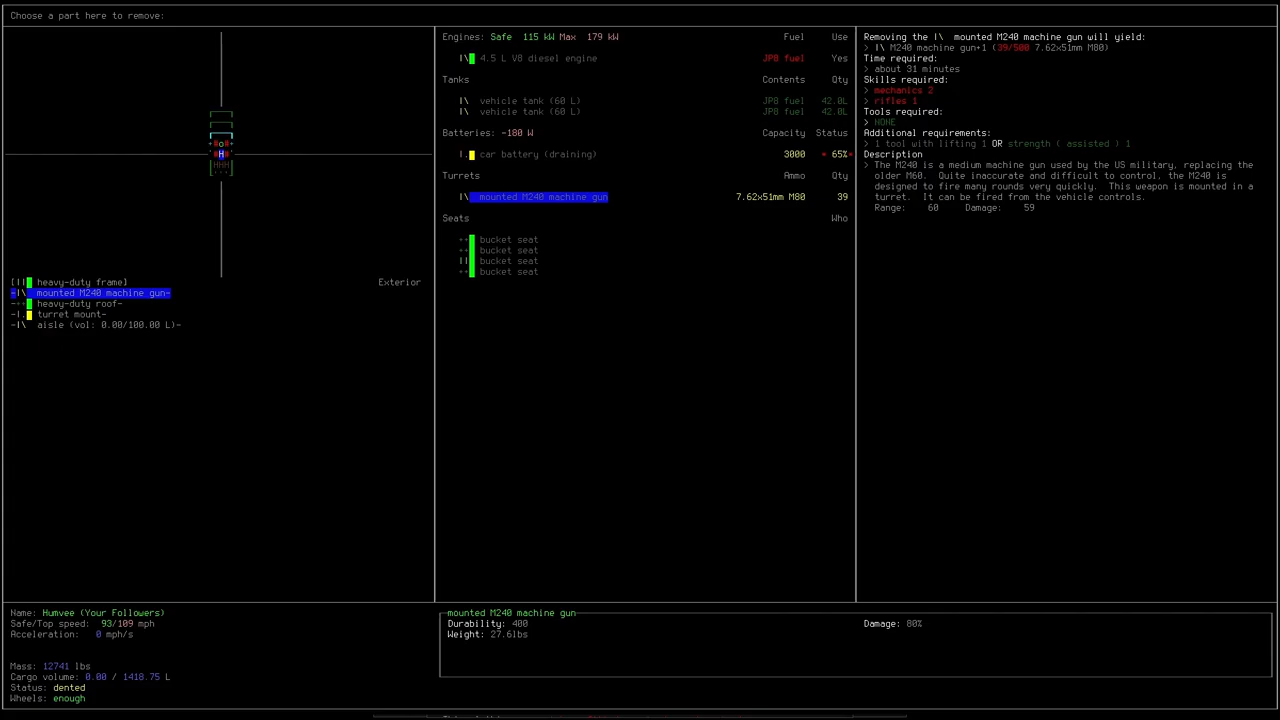 Choose a part here to remove:
[|| heavy-duty frame] Exterior
-|\ mounted M240 machine gun-
-++ heavy-duty roof-
-|. turret mount-
-|\ aisle (vol: 0.00/100.00 L)-
Name: Humvee (Your Followers)
Safe/Top speed: 93/109 mph
Acceleration: 0 mph/s
Mass: 12741 lbs
Cargo volume: 0.00 / 1418.75 L
Status: dented
Wheels: enough
Engines: Safe 115 kW Max 179 kW Fuel Use
|\ 4.5 L V8 diesel engine JP8 fuel Yes
Tanks Contents Qty
|\ vehicle tank (60 L) JP8 fuel 42.0L
|\ vehicle tank (60 L) JP8 fuel 42.0L
Batteries: -180 W Capacity Status
|. car battery (draining) 3000 * 65%*
Turrets Ammo Qty
|\ mounted M240 machine gun 7.62x51mm M80 39
Seats Who
++ bucket seat
++ bucket seat
|| bucket seat
++ bucket seat
Removing the |\ mounted M240 machine gun will yield:
> |\ M240 machine gun+1 (39/500 7.62x51mm M80)
Time required:
> about 31 minutes
Skills required:
> mechanics 2
> rifles 1
Tools required:
> NONE
Additional requirements:
> 1 tool with lifting 1 OR strength ( assisted ) 1
Description
> The M240 is a medium machine gun used by the US military, replacing the
older M60. Quite inaccurate and difficult to control, the M240 is
designed to fire many rounds very quickly. This weapon is mounted in a
turret. It can be fired from the vehicle controls.
Range: 60 Damage: 59
mounted M240 machine gun
Durability: 400 Damage: 80%
Weight: 27.6lbs